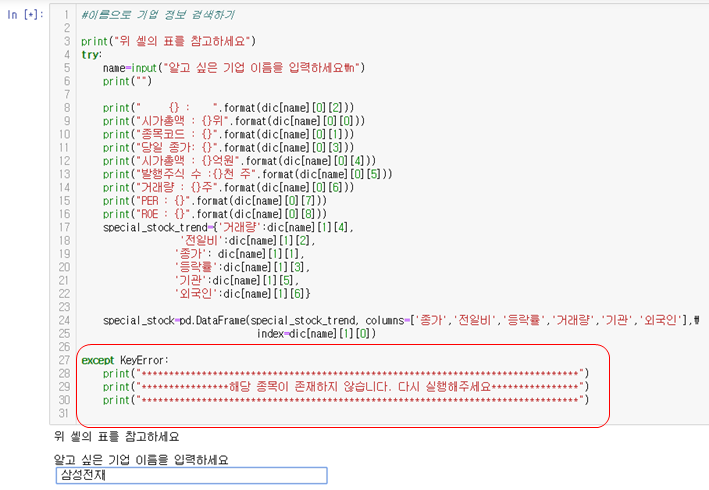 In [*]:
1 #이름으로 기업 정보 검색하기
2
3 print("위 셀의 표를 참고하세요")
4 try:
5 name=input("알고 싶은 기업 이름을 입력하세요₩n")
6 print("")
7
8 print("    {} :   ".format(dic[name][0][2]))
9 print("시가총액 : {}위".format(dic[name][0][0]))
10 print("종목코드 : {}".format(dic[name][0][1]))
11 print("당일 종가: {}".format(dic[name][0][3]))
12 print("시가총액 : {}억원".format(dic[name][0][4]))
13 print("발행주식 수 :{}천 주".format(dic[name][0][5]))
14 print("거래량 : {}주".format(dic[name][0][6]))
15 print("PER : {}".format(dic[name][0][7]))
16 print("ROE : {}".format(dic[name][0][8]))
17 special_stock_trend={'거래량':dic[name][1][4],
18 '전일비':dic[name][1][2],
19 '종가': dic[name][1][1],
20 '등락률':dic[name][1][3],
21 '기관':dic[name][1][5],
22 '외국인':dic[name][1][6]}
23
24 special_stock=pd.DataFrame(special_stock_trend, columns=['종가','전일비','등락률','거래량','기관','외국인'],₩
25 index=dic[name][1][0])
26
27 except KeyError:
28 print("********************************************************************************")
29 print("****************해당 종목이 존재하지 않습니다. 다시 실행해주세요****************")
30 print("********************************************************************************")
31
위 셀의 표를 참고하세요
알고 싶은 기업 이름을 입력하세요
삼성전재